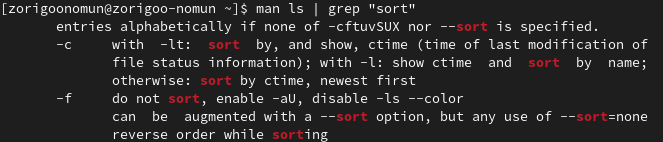 [zorigoonomun@zorigoo-nomun ~]$ man ls | grep "sort"
entries alphabetically if none of -cftuvSUX nor --sort is specified.
-c with -lt: sort by, and show, ctime (time of last modification of
file status information); with -l: show ctime and sort by name;
otherwise: sort by ctime, newest first
-f do not sort, enable -aU, disable -ls --color
can be augmented with a --sort option, but any use of --sort=none
reverse order while sorting